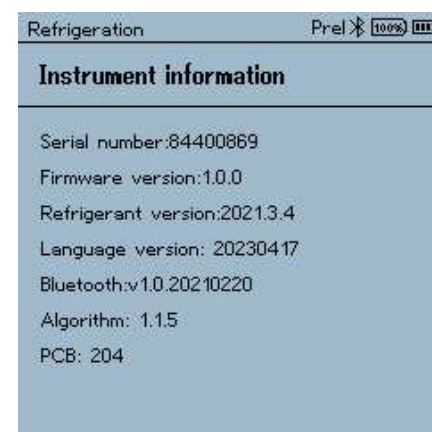 Refrigeration Prel 100%
Instrument information
Serial number:84400869
Firmware version:1.0.0
Refrigerant version:2021.3.4
Language version: 20230417
Bluetooth:v1.0.20210220
Algorithm: 1.1.5
PCB: 204